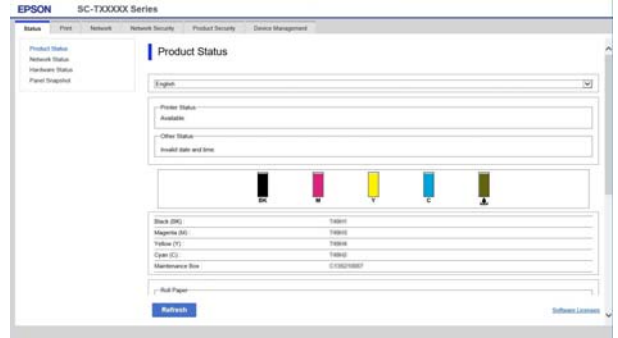 EPSON SC-TXXXXX Series
Status Print Network Network Security Product Security Device Management
Product Status
Network Status
Hardware Status
Panel Snapshot
Product Status
English
Printer Status
Available
Other Status
Invalid date and time
BK M Y C
Black (BK) :
Magenta (M) :
Yellow (Y) :
Cyan (C) :
Maintenance Box :
Roll Paper
Refresh
Software Licenses